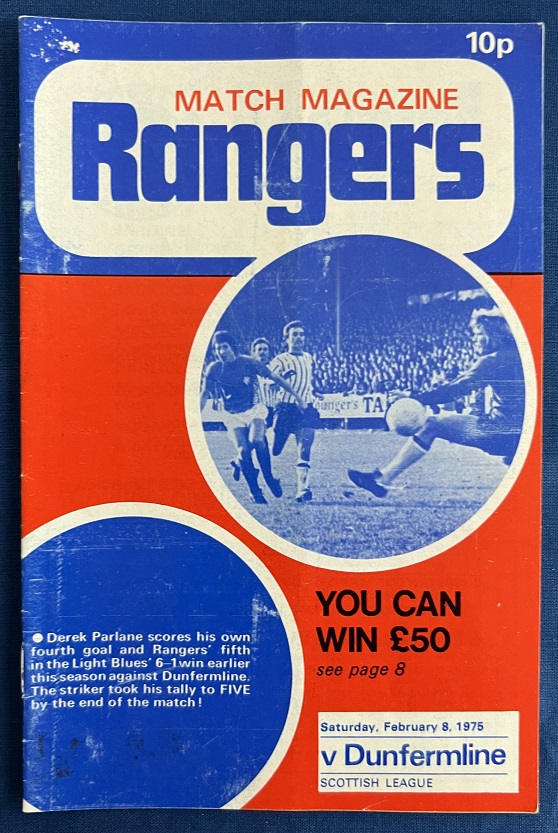 10p
MATCH MAGAZINE
Rangers
ounger's TA
● Derek Parlane scores his own
fourth goal and Rangers' fifth
in the Light Blues' 6–1 win earlier
this season against Dunfermline.
The striker took his tally to FIVE
by the end of the match!
YOU CAN
WIN £50
see page 8
Saturday, February 8, 1975
v Dunfermline
SCOTTISH LEAGUE